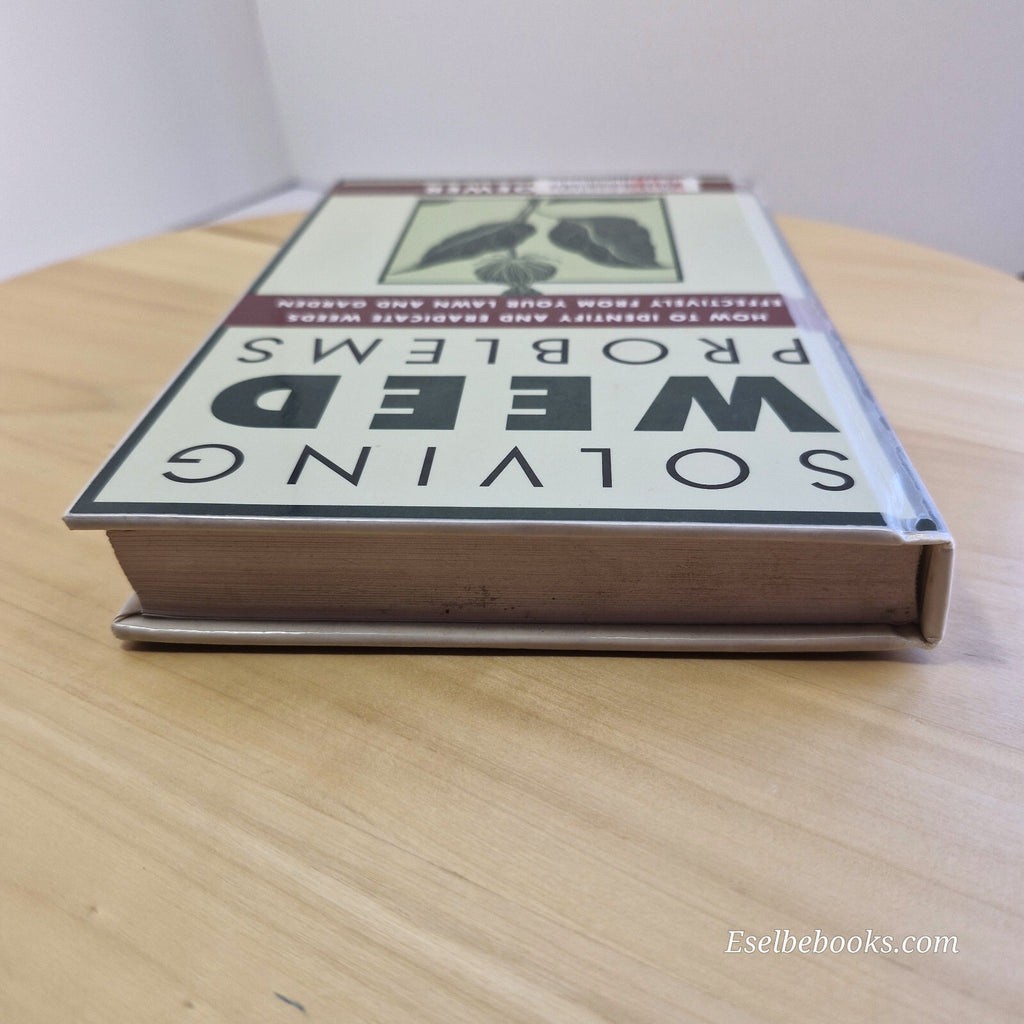 SOLVING
WEED
PROBLEMS
HOW TO IDENTIFY AND ERADICATE WEEDS
EFFECTIVELY FROM YOUR LAWN AND GARDEN
Eselbebooks.com